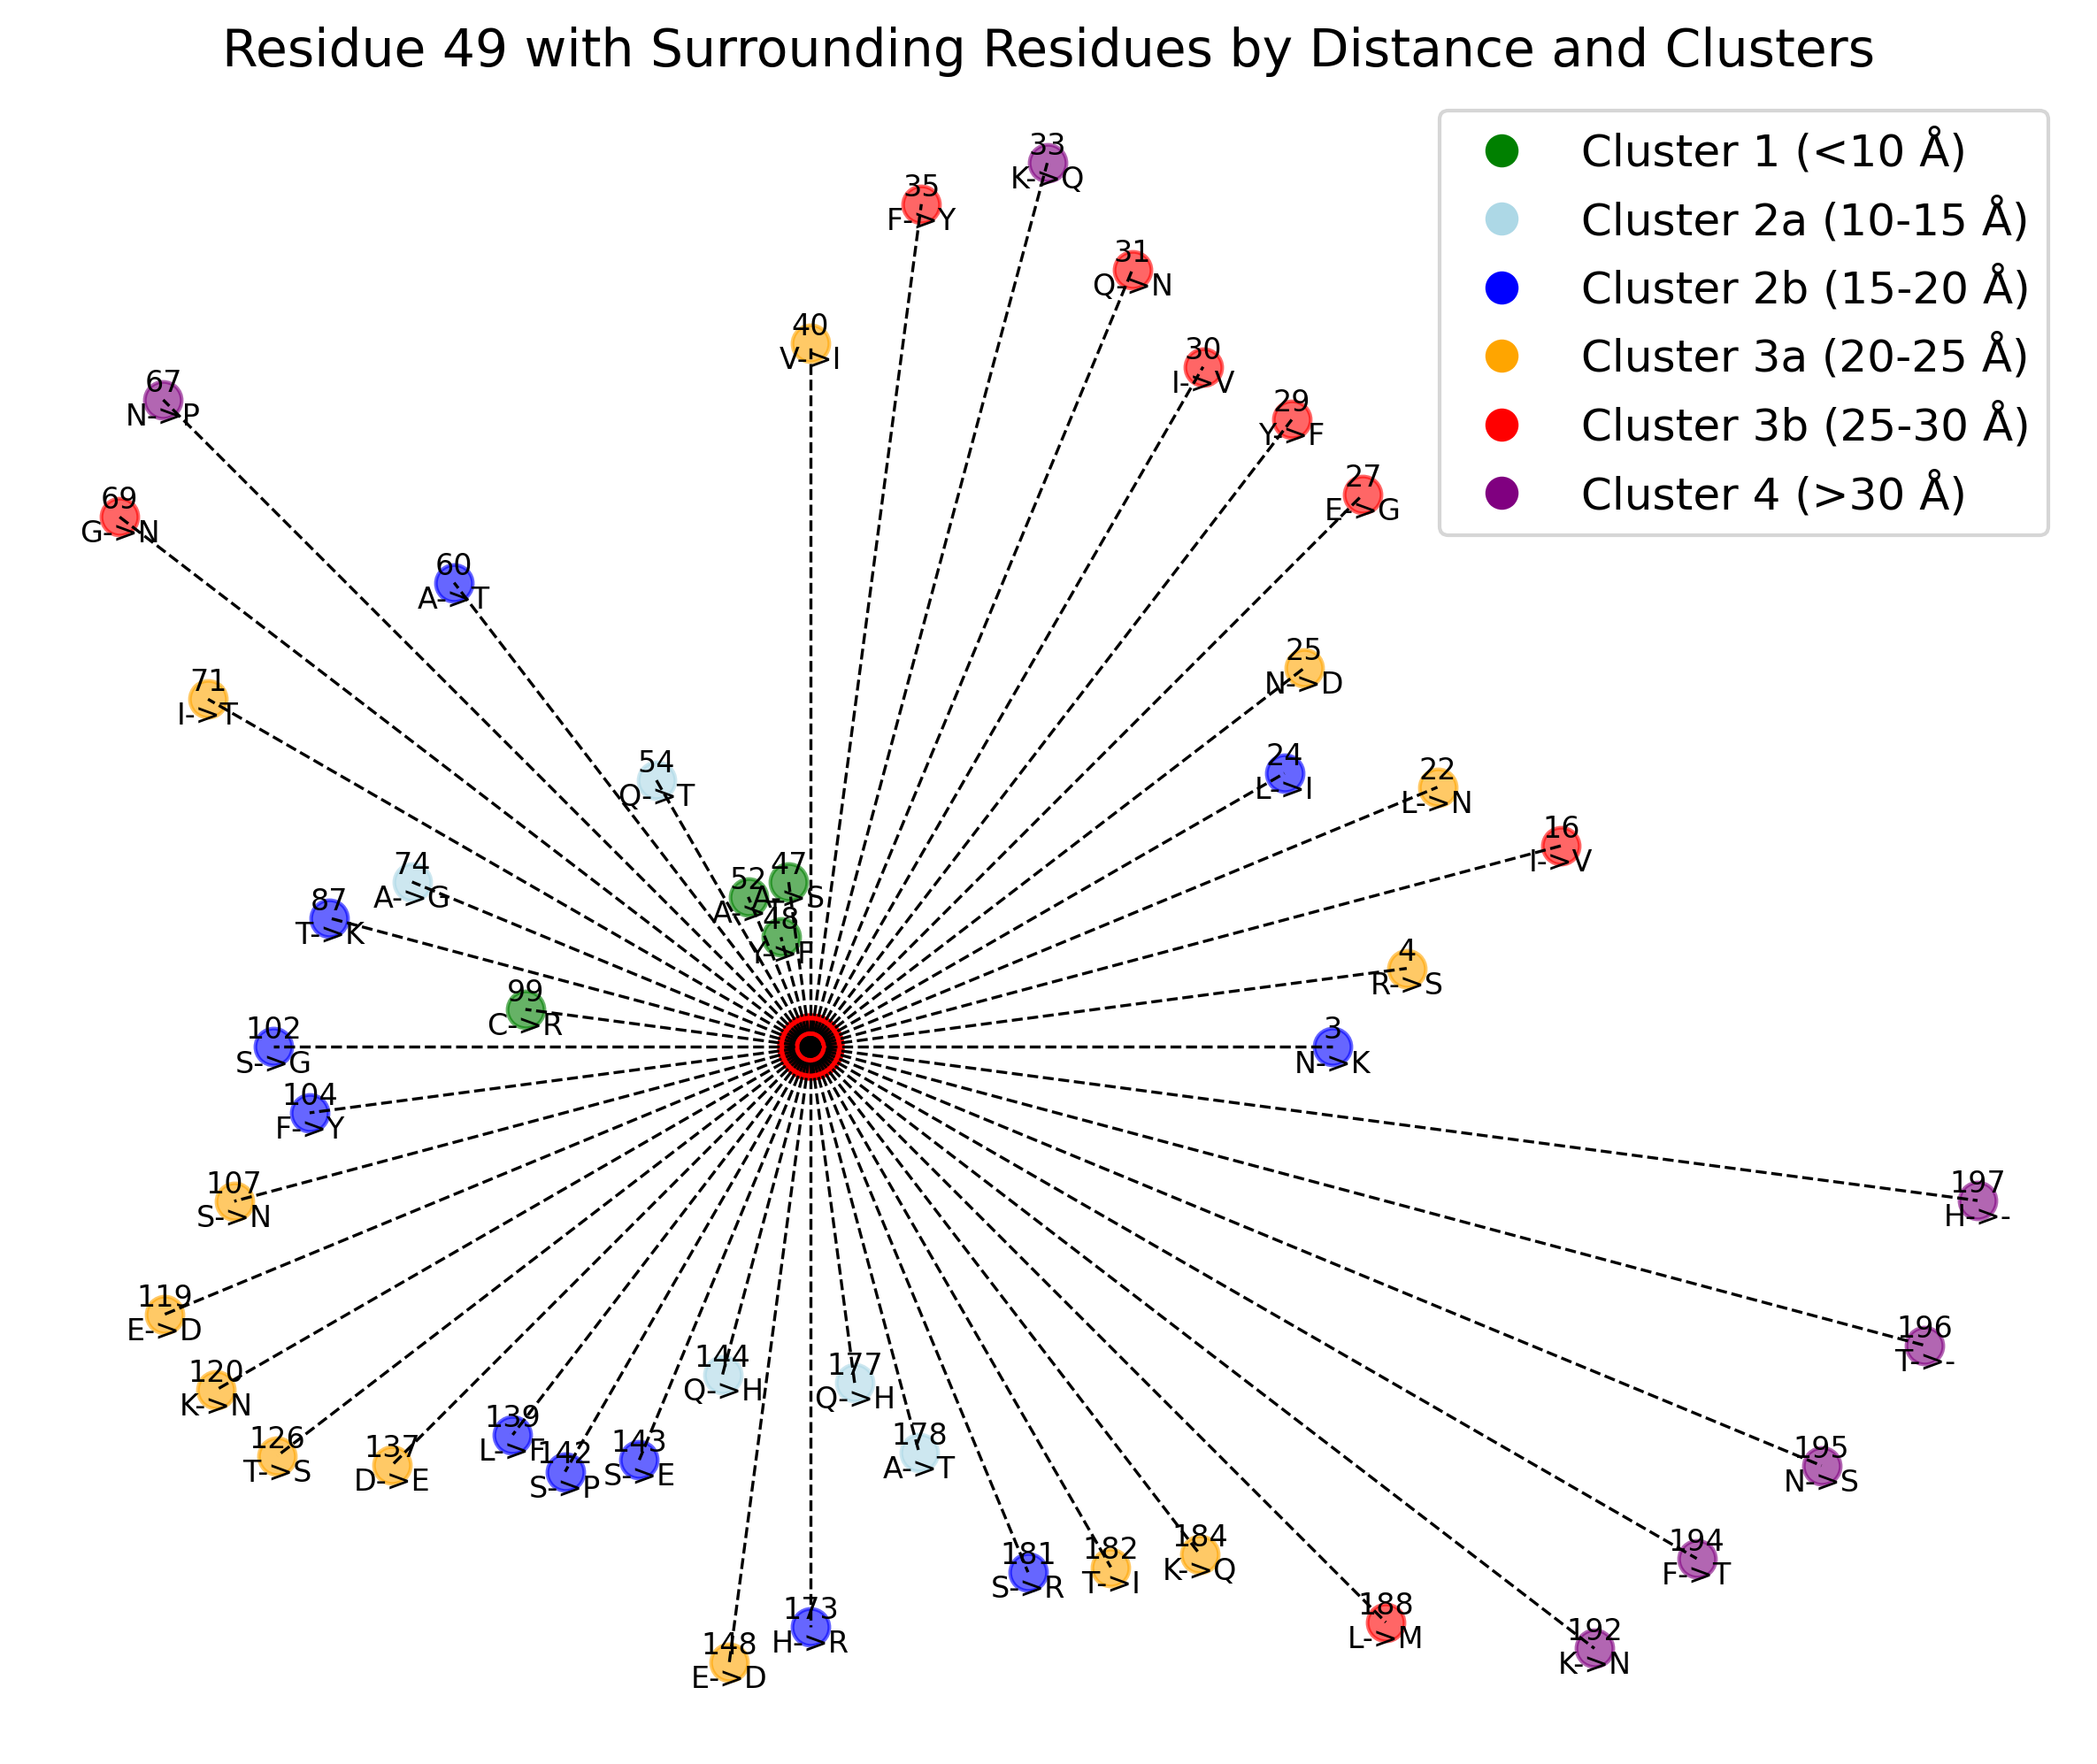 Residue 49 with Surrounding Residues by Distance and Clusters
Cluster 1 (<10 Å)
Cluster 2a (10-15 Å)
Cluster 2b (15-20 Å)
Cluster 3a (20-25 Å)
Cluster 3b (25-30 Å)
Cluster 4 (>30 Å)
33
K->Q
35
F->Y
31
Q->N
40
V->I
30
I->V
29
Y->F
27
E->G
67
N->P
69
G->N
60
A->T
71
I->T
25
N->D
24
L->I
22
L->N
16
I->V
54
Q->T
74
A->G
87
T->K
52
A->T
47
A->S
48
Y->F
4
R->S
3
N->K
99
C->R
102
S->G
104
F->Y
107
S->N
119
E->D
120
K->N
126
T->S
137
D->E
139
L->F
142
S->P
143
S->E
144
Q->H
177
Q->H
178
A->T
148
E->D
173
H->R
181
S->R
182
T->I
184
K->Q
188
L->M
192
K->N
194
F->T
195
N->S
196
T->-
197
H->-